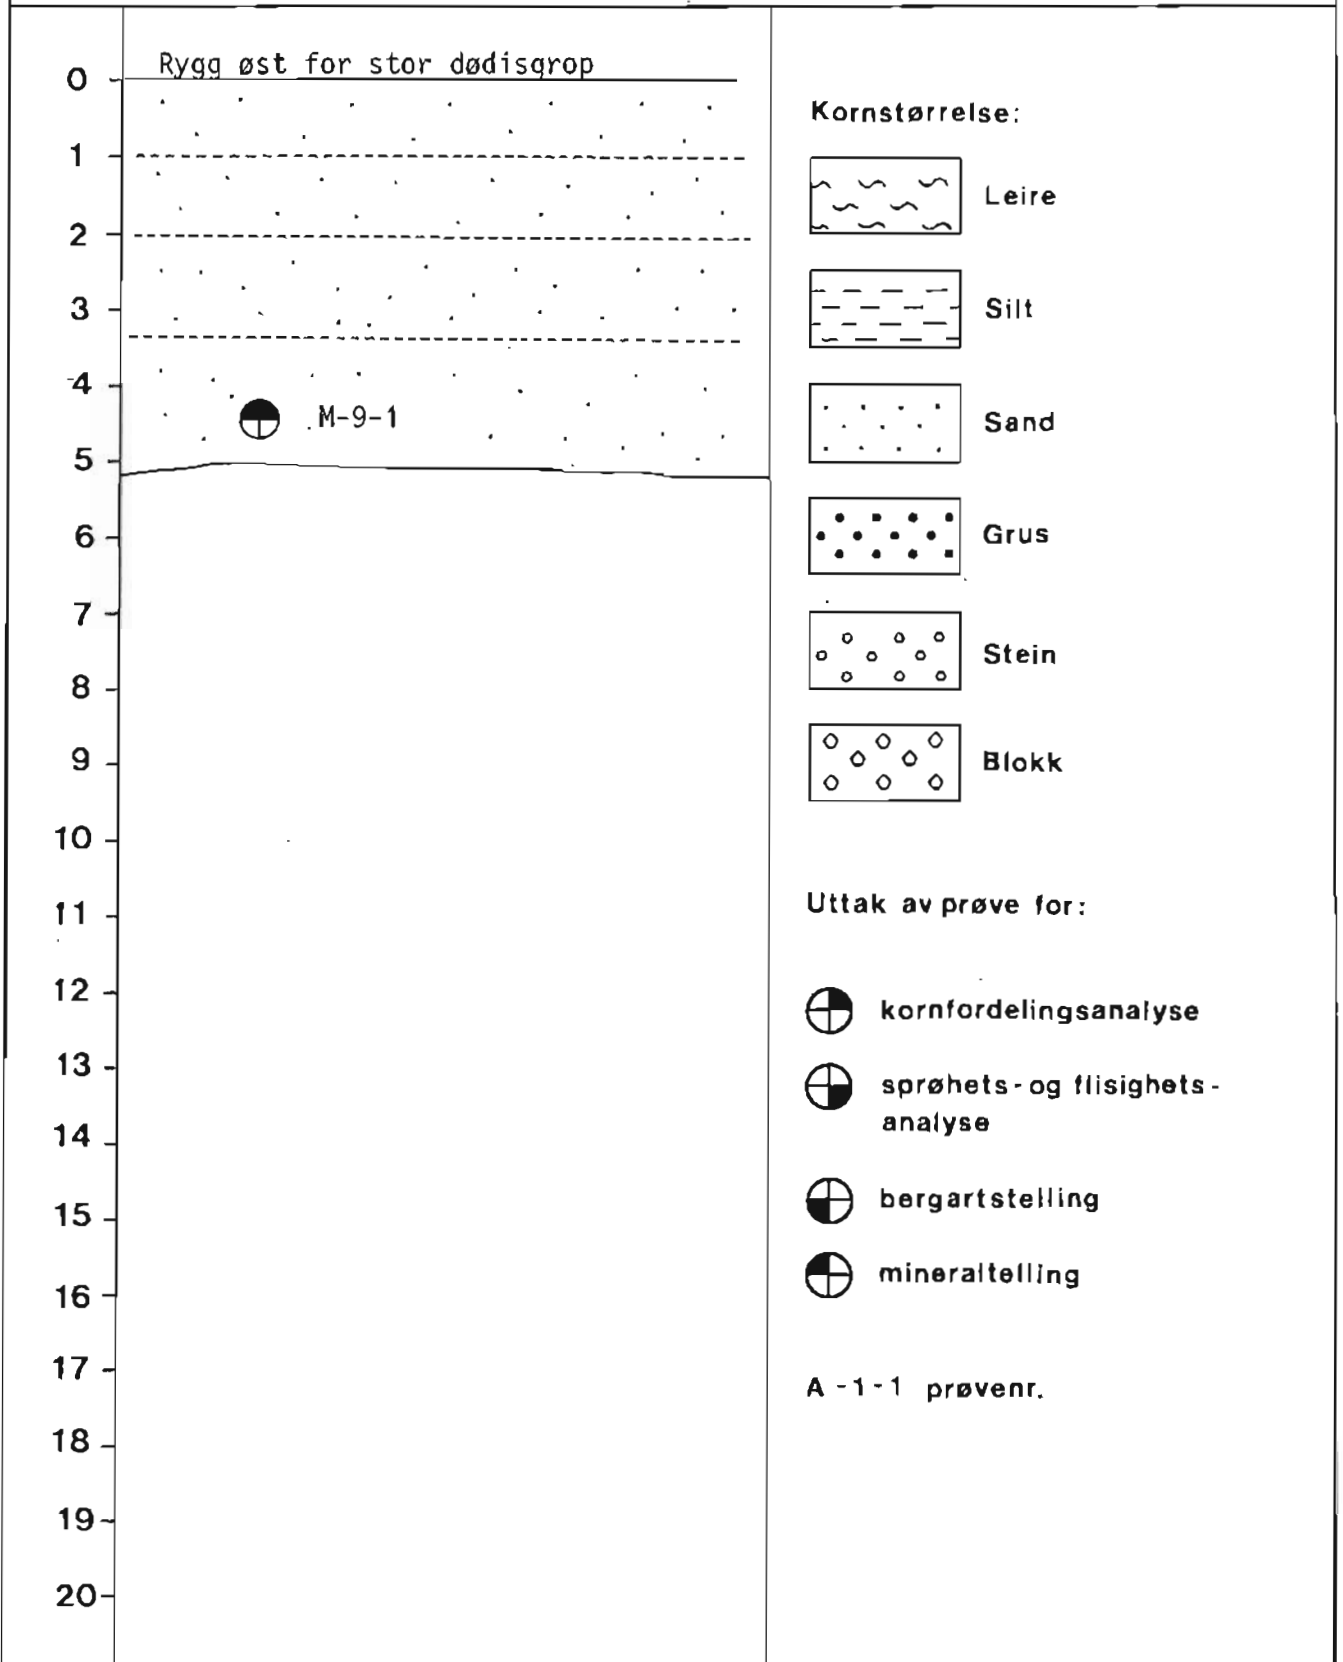 Rygg øst for stor dødisgrop
0
1
2
3
4
M-9-1
5
6
7
8
9
10
11
12
13
14
15
16
17
18
19
20
Kornstørrelse:
Leire
Silt
Sand
Grus
Stein
Blokk
Uttak av prøve for:
kornfordelingsanalyse
sprøhets-og flisighets-
analyse
bergartstelling
mineraltelling
A-1-1 prøvenr.